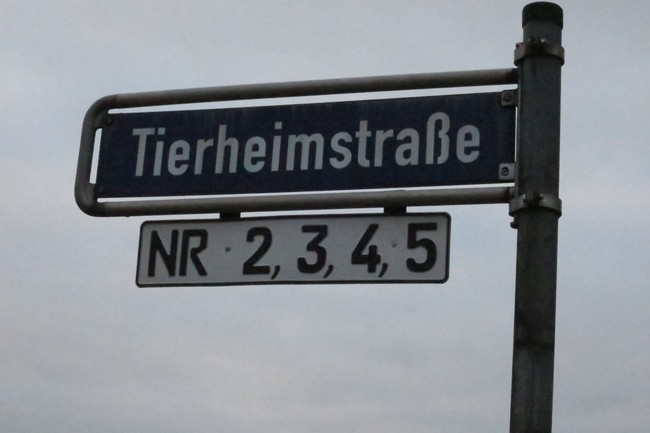 Tierheimstraße
NR. 2, 3, 4, 5